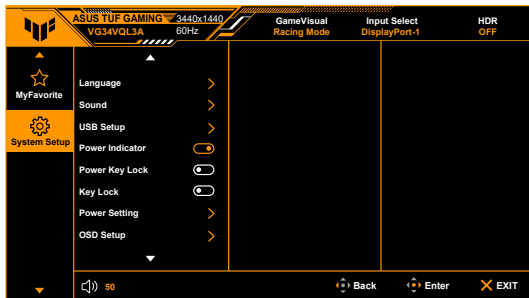 ASUS TUF GAMING 3440x1440
VG34VQL3A 60Hz
GameVisual
Racing Mode
Input Select
DisplayPort-1
HDR
OFF
MyFavorite
System Setup
Language
Sound
USB Setup
Power Indicator
Power Key Lock
Key Lock
Power Setting
OSD Setup
50
Back
Enter
EXIT